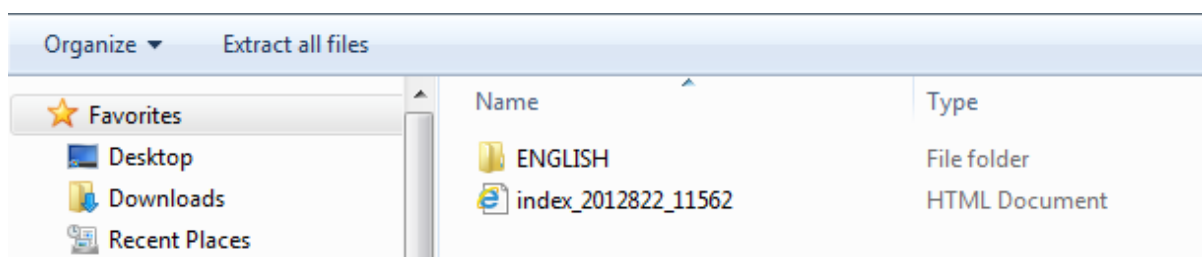 Organize Extract all files
Favorites
Desktop
Downloads
Recent Places
Name Type
ENGLISH File folder
index_2012822_11562 HTML Document